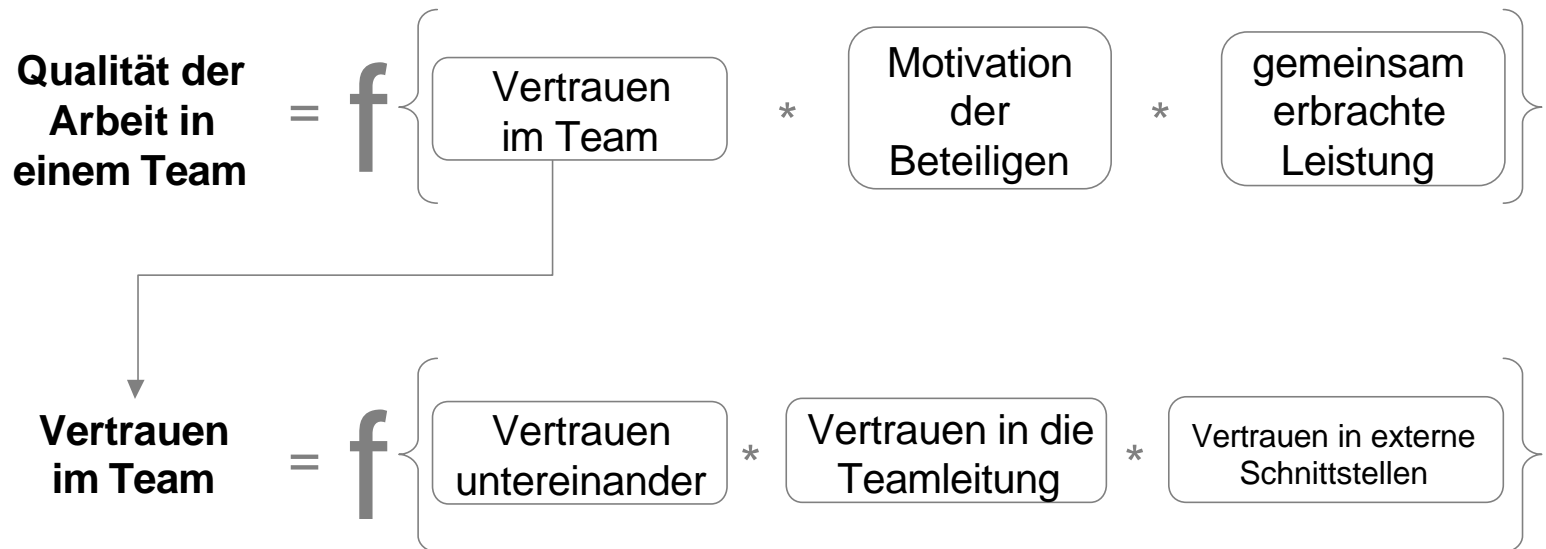 Qualität der
Arbeit in
einem Team
=
f
Vertrauen
im Team
*
Motivation
der
Beteiligen
*
gemeinsam
erbrachte
Leistung
Vertrauen
im Team
=
f
Vertrauen
untereinander
*
Vertrauen in die
Teamleitung
*
Vertrauen in externe
Schnittstellen